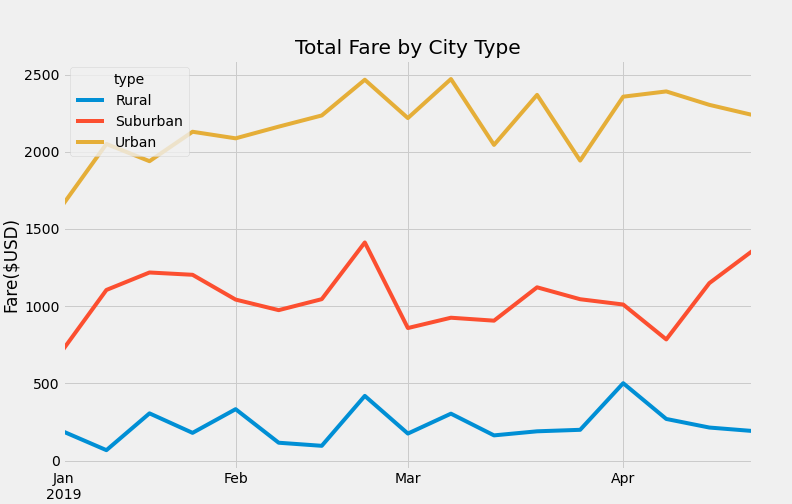 Total Fare by City Type
type
Rural
Suburban
Urban
Fare($USD)
2500
2000
1500
1000
500
0
Jan
2019
Feb
Mar
Apr